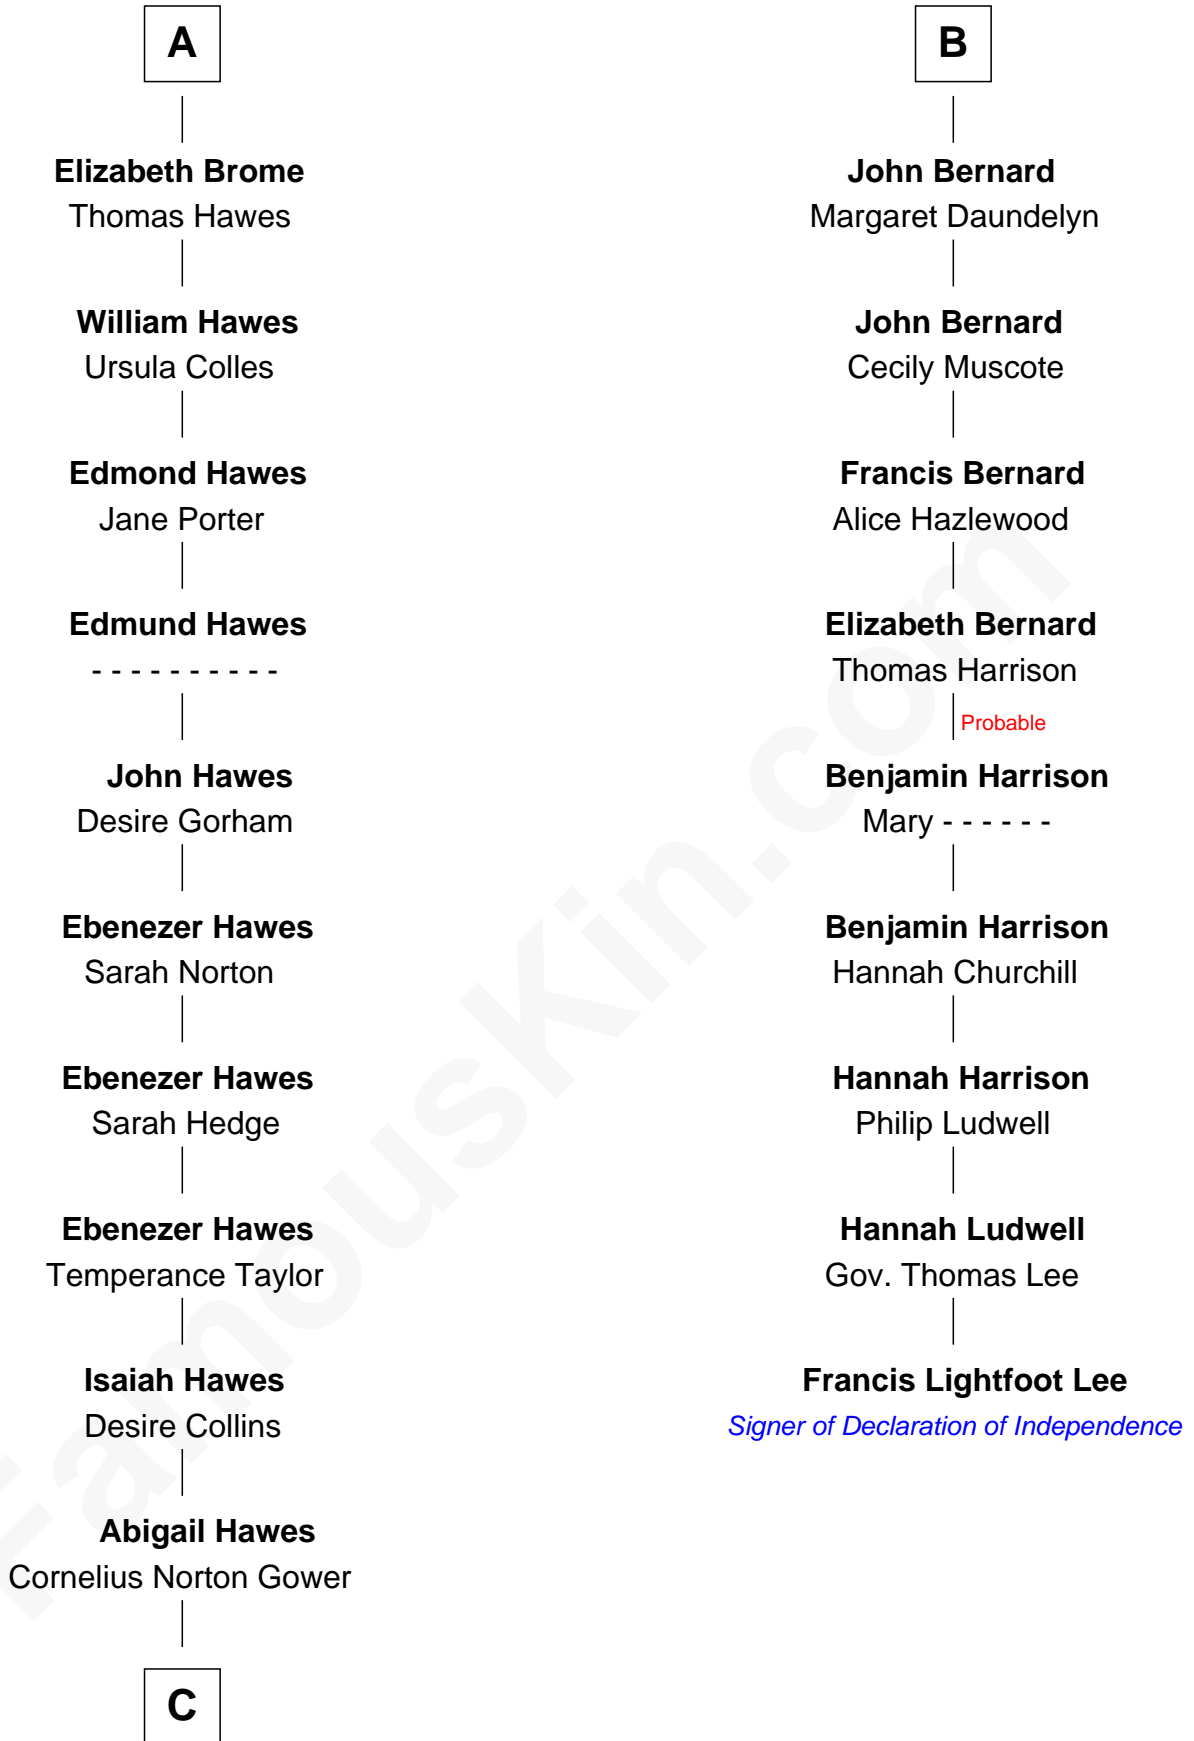 A
Elizabeth Brome
Thomas Hawes
William Hawes
Ursula Colles
Edmond Hawes
Jane Porter
Edmund Hawes
- - - - - - - - - -
John Hawes
Desire Gorham
Ebenezer Hawes
Sarah Norton
Ebenezer Hawes
Sarah Hedge
Ebenezer Hawes
Temperance Taylor
Isaiah Hawes
Desire Collins
Abigail Hawes
Cornelius Norton Gower
C
B
John Bernard
Margaret Daundelyn
John Bernard
Cecily Muscote
Francis Bernard
Alice Hazlewood
Elizabeth Bernard
Thomas Harrison
Probable
Benjamin Harrison
Mary - - - - - -
Benjamin Harrison
Hannah Churchill
Hannah Harrison
Philip Ludwell
Hannah Ludwell
Gov. Thomas Lee
Francis Lightfoot Lee
Signer of Declaration of Independence
FamousKin.com